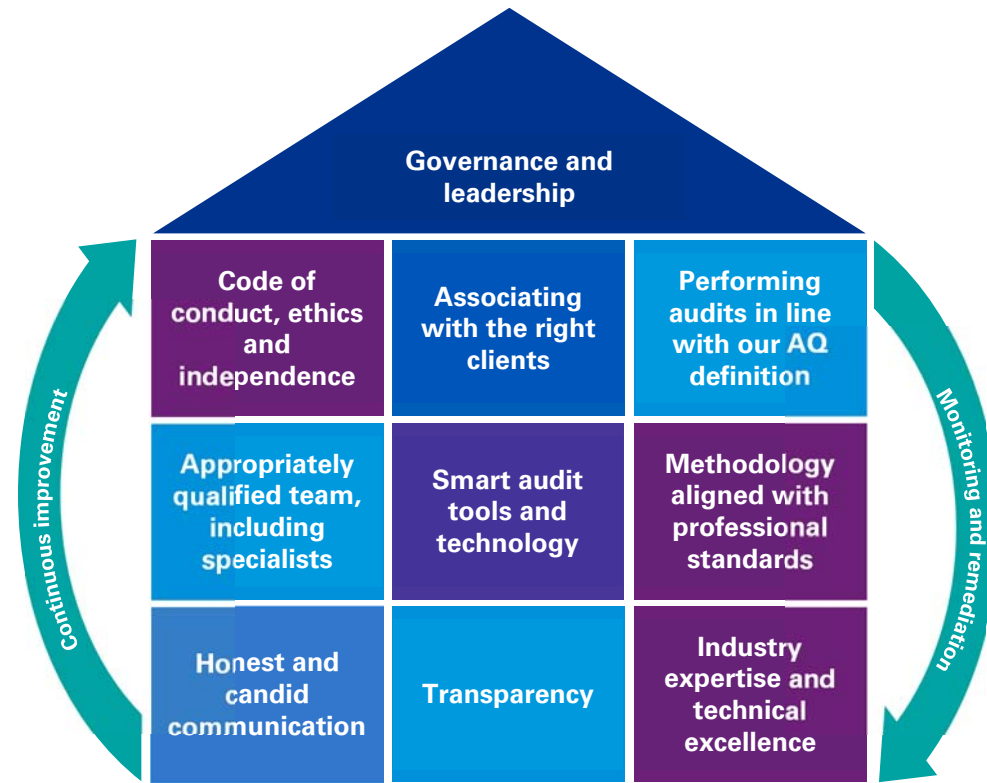 Governance and
leadership
Code of
conduct, ethics
and
independence
Associating
with the right
clients
Performing
audits in line
with our AQ
definition
Appropriately
qualified team,
including
specialists
Smart audit
tools and
technology
Methodology
aligned with
professional
standards
Honest and
candid
communication
Transparency
Industry
expertise and
technical
excellence
Continuous improvement
Monitoring and remediation